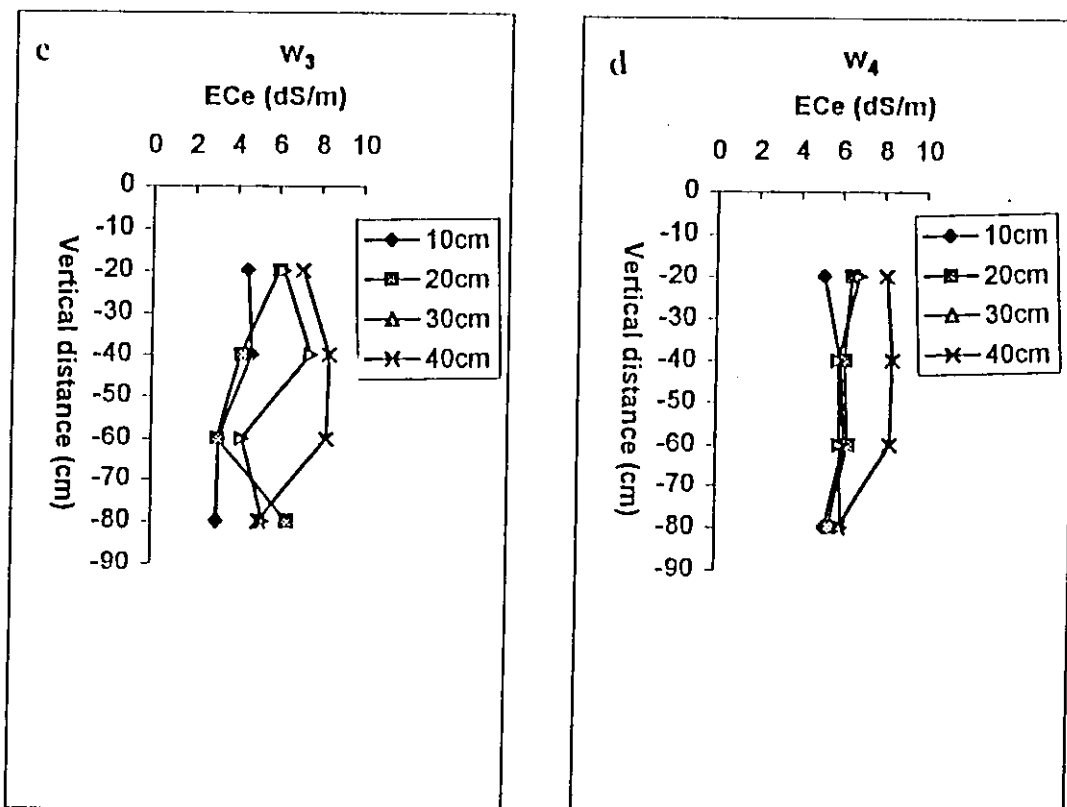 c
W3
ECe (dS/m)
0 2 4 6 8 10
0
-10
-20
-30
-40
-50
-60
-70
-80
-90
Vertical distance (cm)
10cm
20cm
30cm
40cm
d
W4
ECe (dS/m)
0 2 4 6 8 10
0
-10
-20
-30
-40
-50
-60
-70
-80
-90
Vertical distance (cm)
10cm
20cm
30cm
40cm